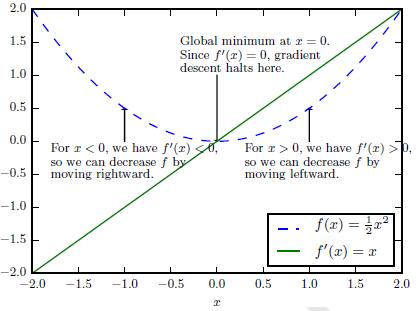 2.0
1.5
1.0
0.5
0.0
−0.5
−1.0
−1.5
−2.0
Global minimum at x = 0.
Since f′(x) = 0, gradient
descent halts here.
For x < 0, we have f′(x) < 0,
so we can decrease f by
moving rightward.
For x > 0, we have f′(x) > 0,
so we can decrease f by
moving leftward.
f(x) = ½x²
f′(x) = x
−2.0 −1.5 −1.0 −0.5 0.0 0.5 1.0 1.5 2.0
x